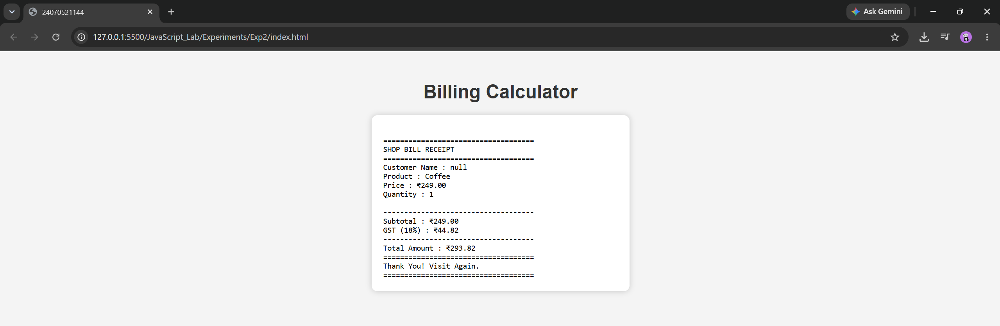 24070521144
Ask Gemini
127.0.0.1:5500/JavaScript_Lab/Experiments/Exp2/index.html
Billing Calculator
====================================
SHOP BILL RECEIPT
====================================
Customer Name : null
Product : Coffee
Price : ₹249.00
Quantity : 1
------------------------------------
Subtotal : ₹249.00
GST (18%) : ₹44.82
------------------------------------
Total Amount : ₹293.82
====================================
Thank You! Visit Again.
====================================